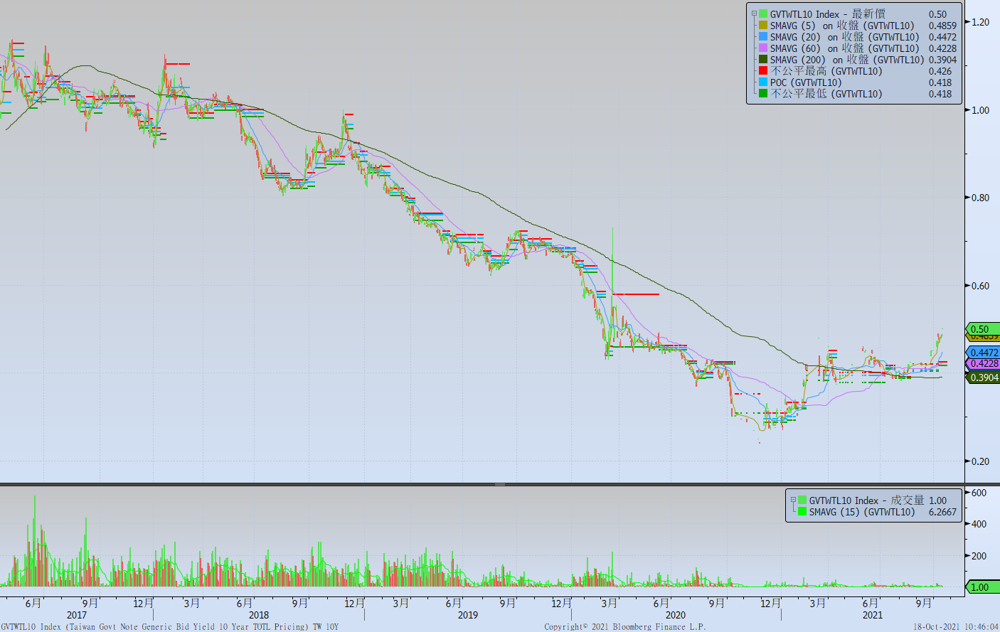 GVTWTL10 Index - 最新價 0.50
SMAVG (5) on 收盤 (GVTWTL10) 0.4859
SMAVG (20) on 收盤 (GVTWTL10) 0.4472
SMAVG (60) on 收盤 (GVTWTL10) 0.4228
SMAVG (200) on 收盤 (GVTWTL10) 0.3904
不公平最高 (GVTWTL10) 0.426
POC (GVTWTL10) 0.418
不公平最低 (GVTWTL10) 0.418
1.20
1.00
0.80
0.60
0.50
0.4859
0.4472
0.4228
0.3904
0.20
GVTWTL10 Index - 成交量 1.00
SMAVG (15) (GVTWTL10) 6.2667
600
400
200
1.00
6月 9月 12月 3月 6月 9月 12月 3月 6月 9月 12月 3月 6月 9月 12月 3月 6月 9月
2017 2018 2019 2020 2021
GVTWTL10 Index (Taiwan Govt Note Generic Bid Yield 10 Year TOTL Pricing) TW 10Y Copyright© 2021 Bloomberg Finance L.P. 18-Oct-2021 10:46:04